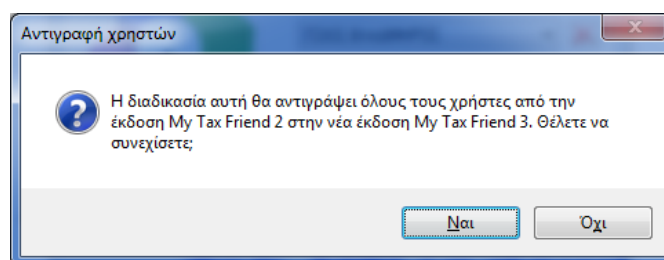 Αντιγραφή χρηστών
Η διαδικασία αυτή θα αντιγράψει όλους τους χρήστες από την
έκδοση My Tax Friend 2 στην νέα έκδοση My Tax Friend 3. Θέλετε να
συνεχίσετε;
Ναι
Όχι